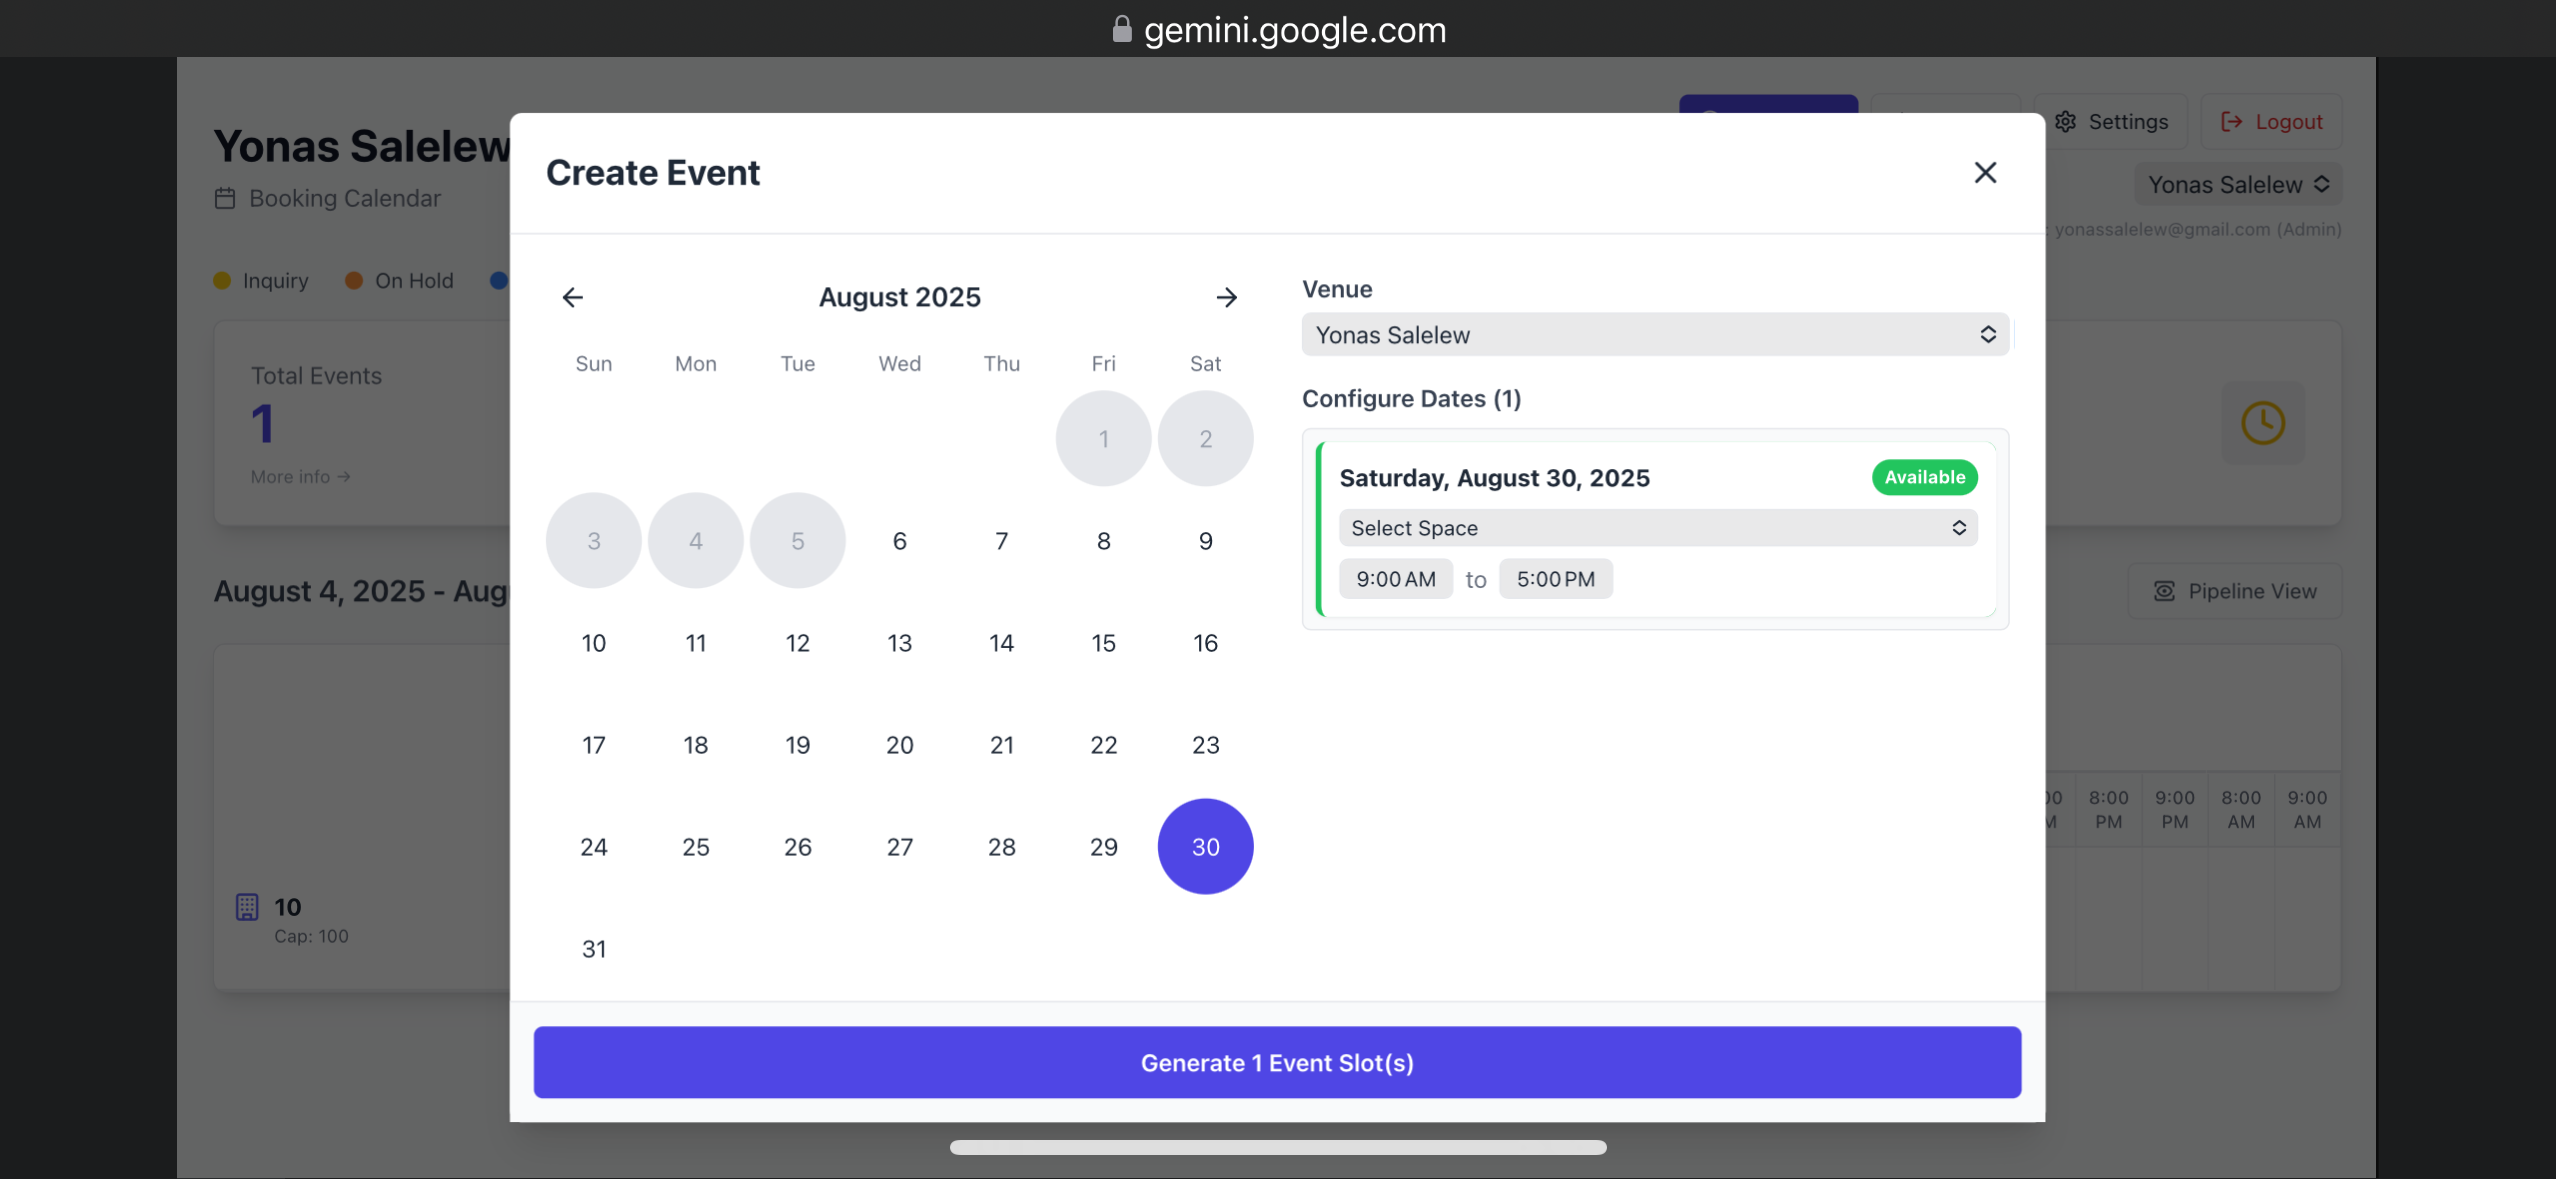 gemini.google.com
Yonas Salelew
Booking Calendar
Settings
Logout
Yonas Salelew
: yonassalelew@gmail.com (Admin)
Inquiry
On Hold
Total Events
1
More info →
August 4, 2025 - Aug
Pipeline View
8:00 PM
9:00 PM
8:00 AM
9:00 AM
10
Cap: 100
Create Event
August 2025
Sun Mon Tue Wed Thu Fri Sat
1 2
3 4 5 6 7 8 9
10 11 12 13 14 15 16
17 18 19 20 21 22 23
24 25 26 27 28 29 30
31
Venue
Yonas Salelew
Configure Dates (1)
Saturday, August 30, 2025
Available
Select Space
9:00 AM to 5:00 PM
Generate 1 Event Slot(s)